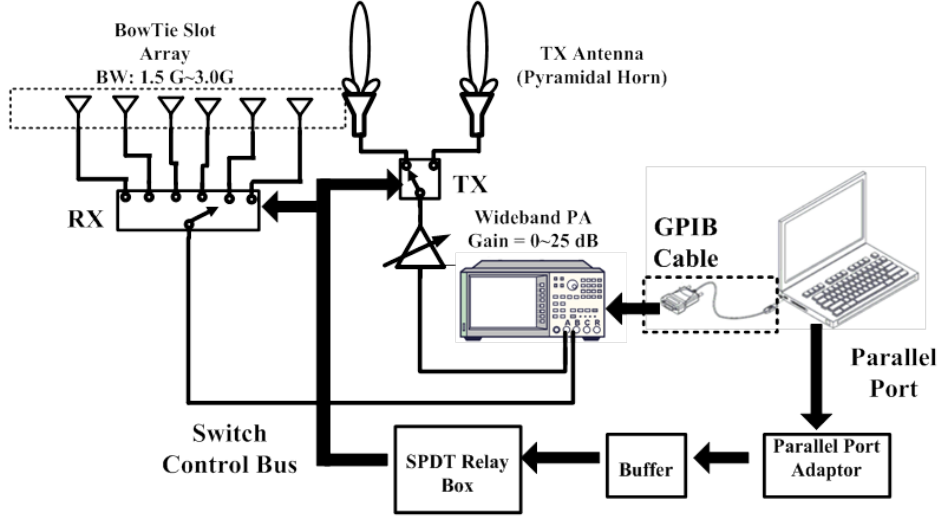 BowTie Slot
Array
BW: 1.5 G~3.0G
TX Antenna
(Pyramidal Horn)
RX
TX
Wideband PA
Gain = 0~25 dB
GPIB
Cable
A B C R
Parallel
Port
Switch
Control Bus
SPDT Relay
Box
Buffer
Parallel Port
Adaptor